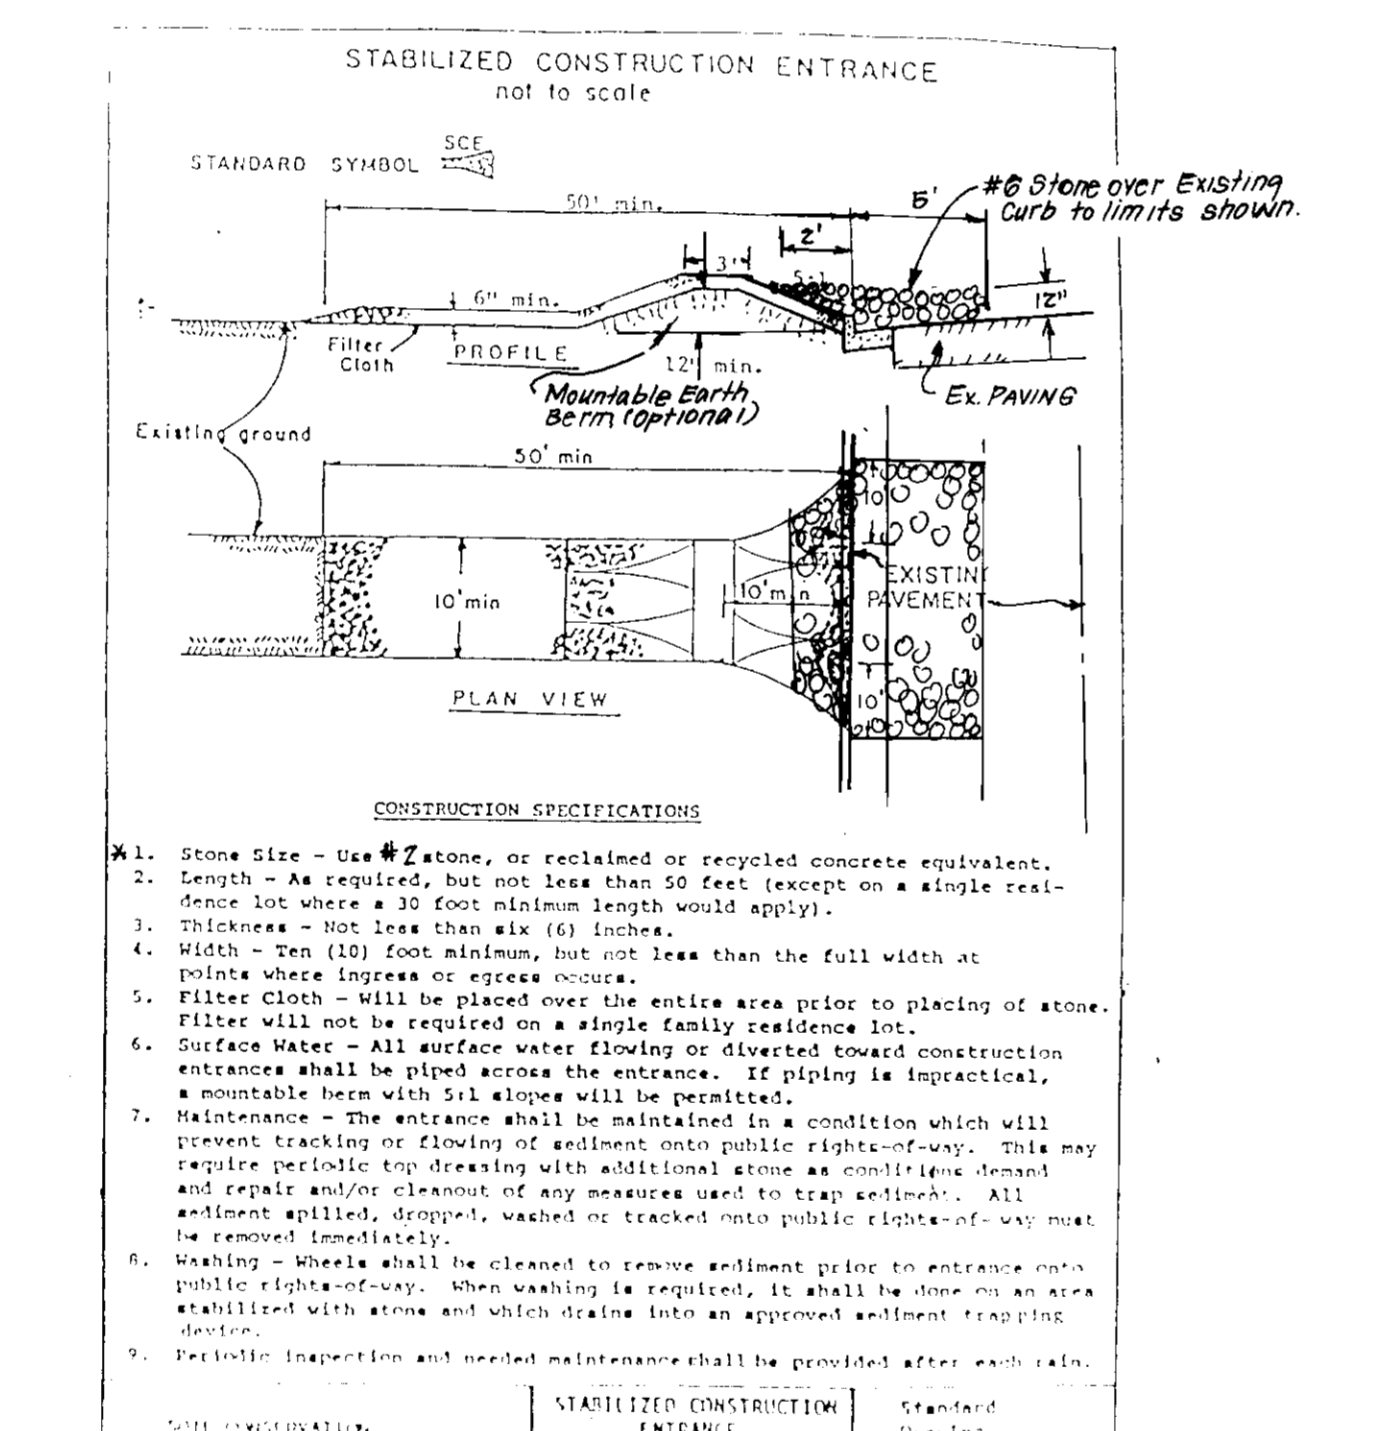 STABILIZED CONSTRUCTION ENTRANCE
not to scale
SCE
STANDARD SYMBOL
50' min.
5'
#6 Stone over Existing
Curb to limits shown.
2'
3'
5:1
6" min.
12"
Filter
Cloth
PROFILE
12" min.
Mountable Earth
Berm (optional)
Ex. PAVING
Existing ground
50' min
10'
EXISTIN
PAVEMENT
10' min
10' min
10'
PLAN VIEW
CONSTRUCTION SPECIFICATIONS
*1. Stone Size - Use #2 stone, or reclaimed or recycled concrete equivalent.
2. Length - As required, but not less than 50 feet (except on a single resi-
dence lot where a 30 foot minimum length would apply).
3. Thickness - Not less than six (6) inches.
4. Width - Ten (10) foot minimum, but not less than the full width at
points where ingress or egress occurs.
5. Filter Cloth - Will be placed over the entire area prior to placing of stone.
Filter will not be required on a single family residence lot.
6. Surface Water - All surface water flowing or diverted toward construction
entrances shall be piped across the entrance. If piping is impractical,
a mountable berm with 5:1 slopes will be permitted.
7. Maintenance - The entrance shall be maintained in a condition which will
prevent tracking or flowing of sediment onto public rights-of-way. This may
require periodic top dressing with additional stone as conditions demand
and repair and/or cleanout of any measures used to trap sediment. All
sediment spilled, dropped, washed or tracked onto public rights-of-way must
be removed immediately.
8. Washing - Wheels shall be cleaned to remove sediment prior to entrance onto
public rights-of-way. When washing is required, it shall be done on an area
stabilized with stone and which drains into an approved sediment trapping
device.
9. Periodic inspection and needed maintenance shall be provided after each rain.
STABILIZED CONSTRUCTION
ENTRANCE
Standard